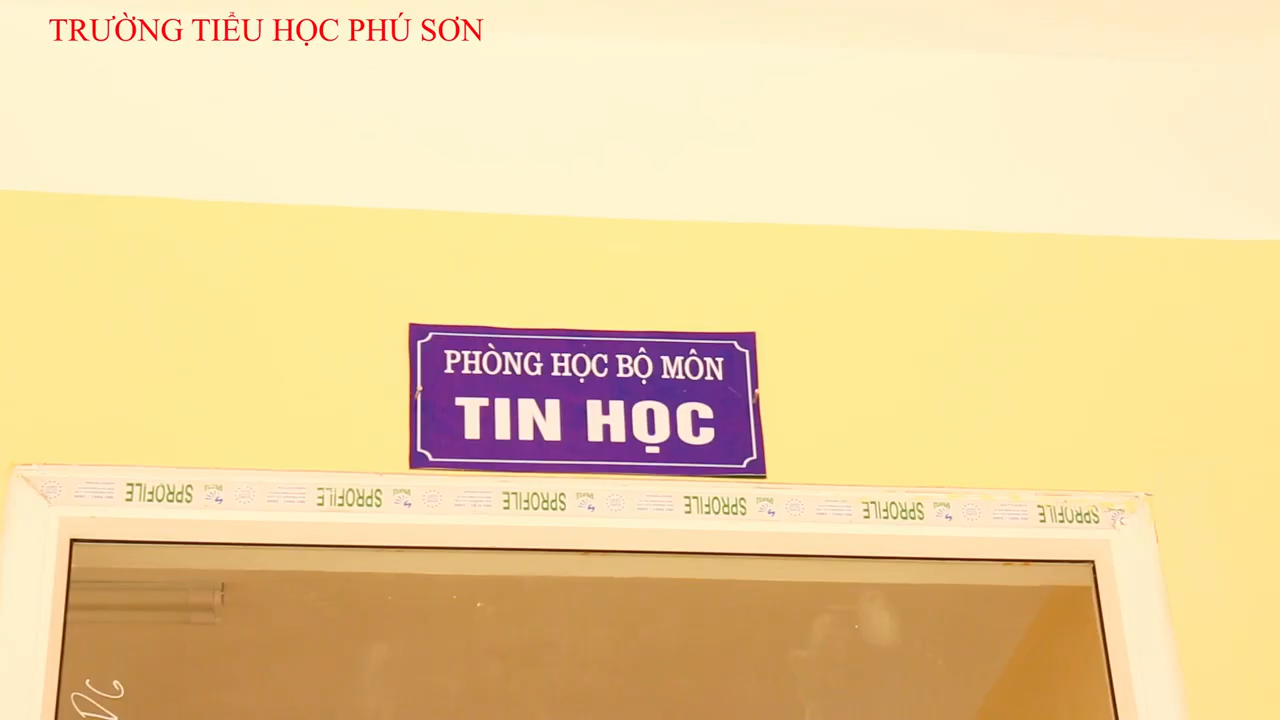 TRƯỜNG TIỂU HỌC PHÚ SƠN
PHÒNG HỌC BỘ MÔN
TIN HỌC
SPROFILE SPROFILE SPROFILE SPROFILE SPROFILE SPROFILE